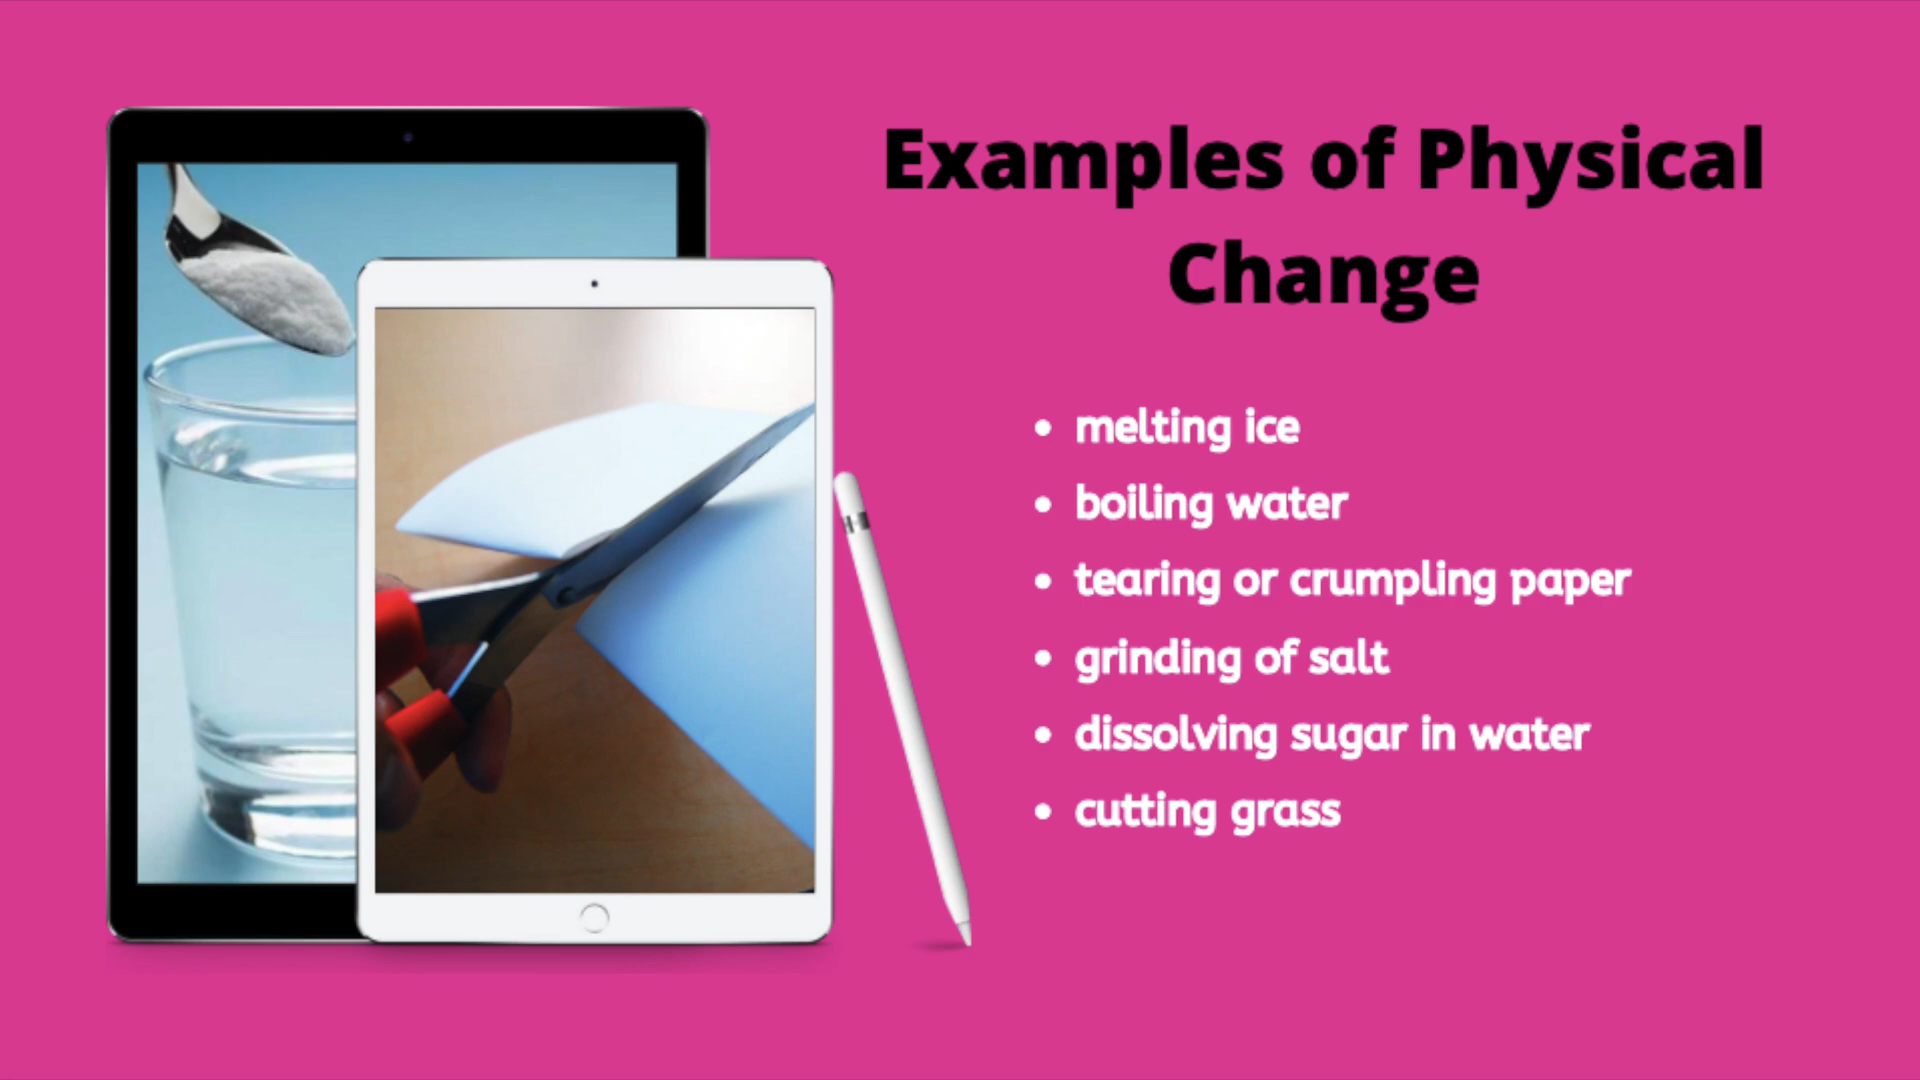 Examples of Physical
Change
• melting ice
• boiling water
• tearing or crumpling paper
• grinding of salt
• dissolving sugar in water
• cutting grass